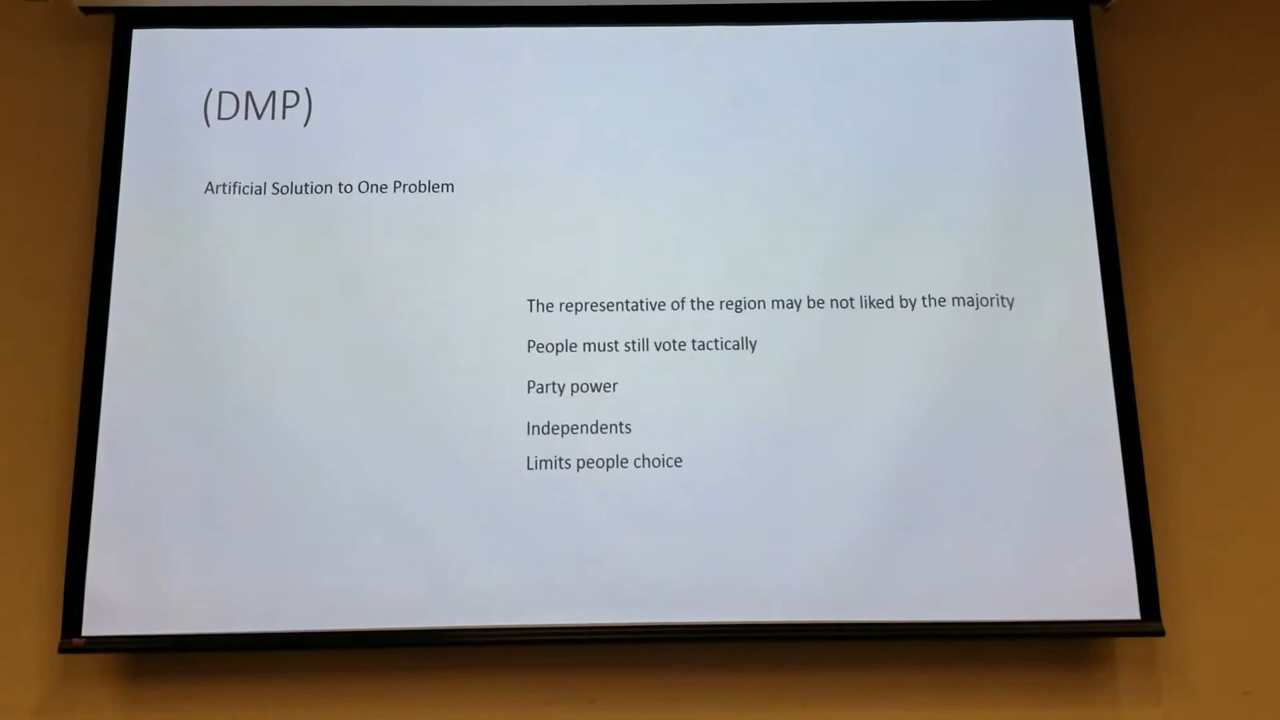 (DMP)
Artificial Solution to One Problem
The representative of the region may be not liked by the majority
People must still vote tactically
Party power
Independents
Limits people choice